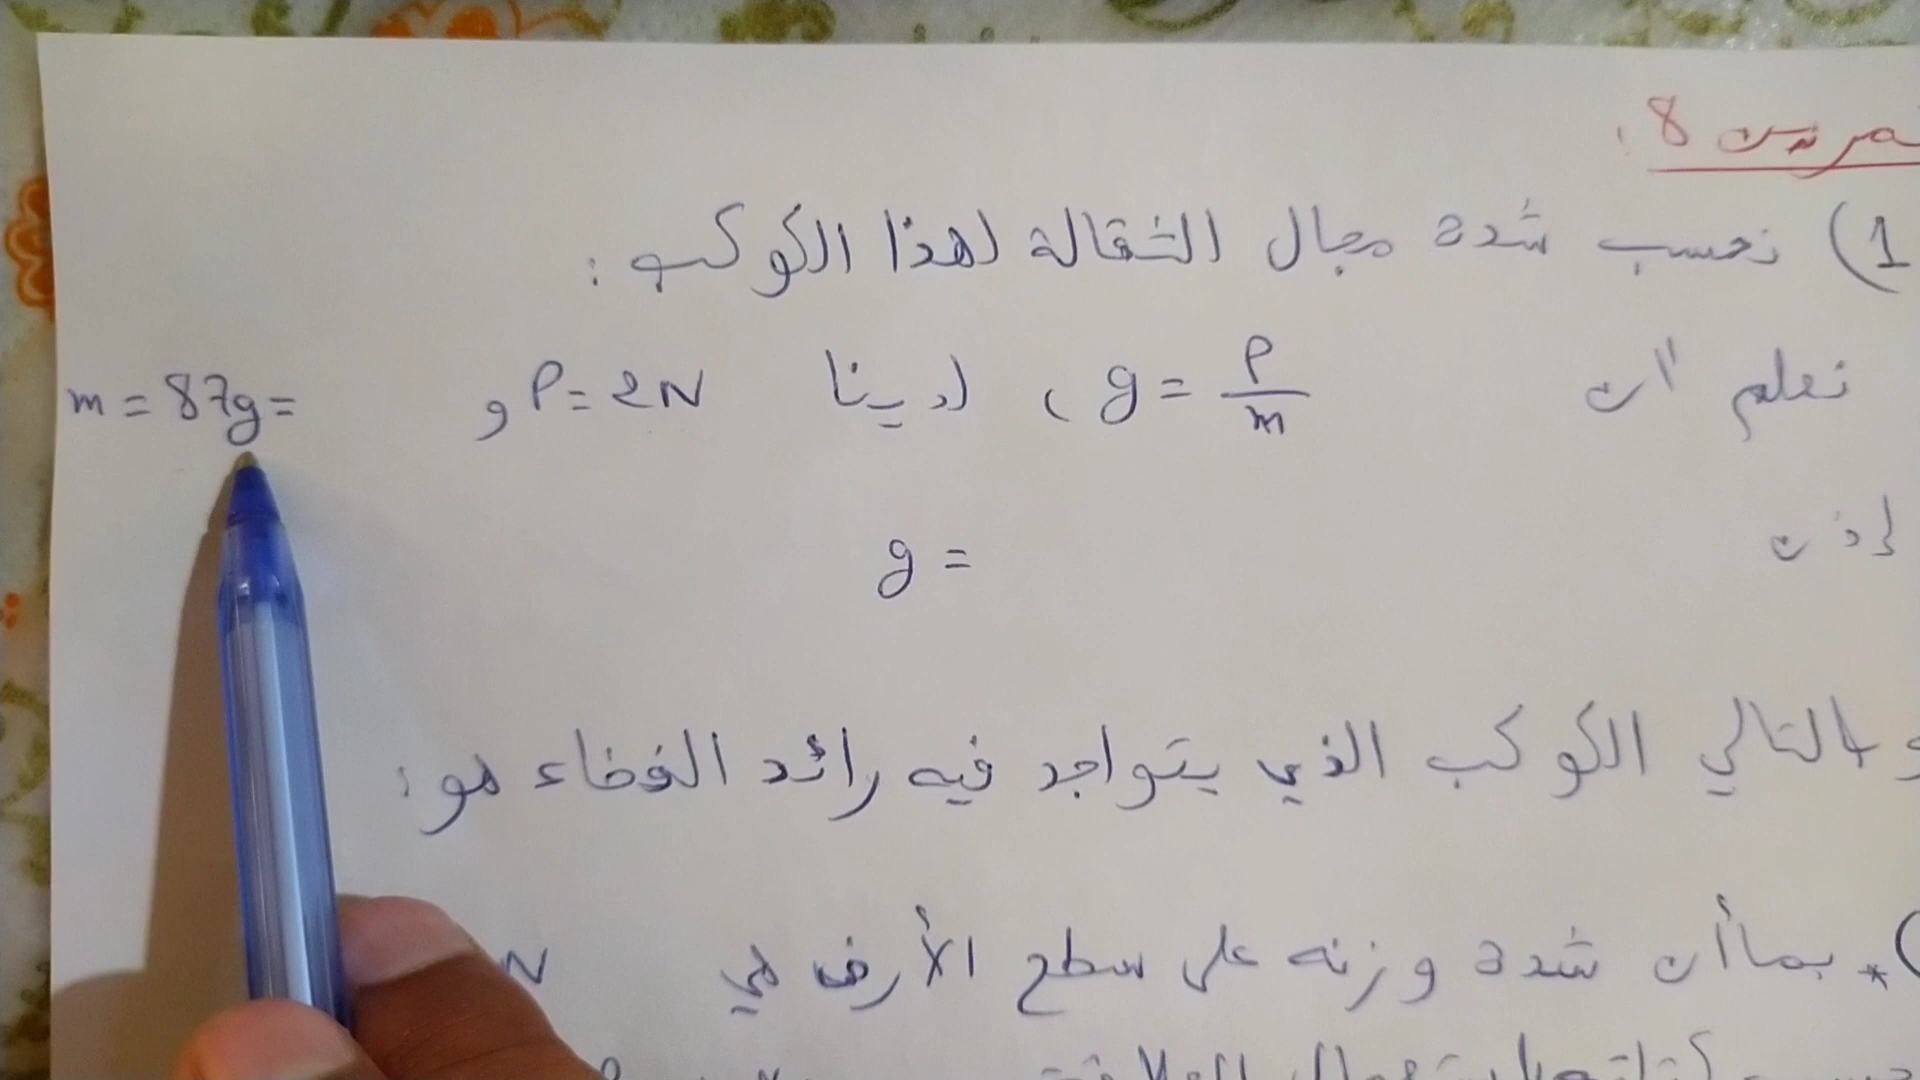 تمرين 8.
1) نحسب شدة مجال الثقالة لهذا الكوكب :
نعلم أن g = P/m ، لدينا P = 2N و m = 87g =
إذن g =
وبالتالي الكوكب الذي يتواجد فيه رائد الفضاء هو :
* بما أن شدة وزنه على سطح الأرض هي N